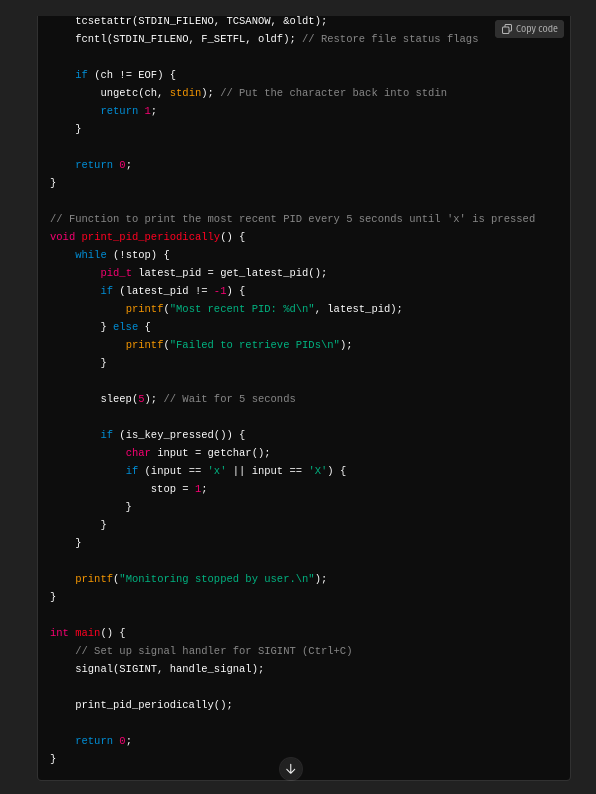 tcsetattr(STDIN_FILENO, TCSANOW, &oldt);
Copy code
    fcntl(STDIN_FILENO, F_SETFL, oldf); // Restore file status flags

    if (ch != EOF) {
        ungetc(ch, stdin); // Put the character back into stdin
        return 1;
    }

    return 0;
}

// Function to print the most recent PID every 5 seconds until 'x' is pressed
void print_pid_periodically() {
    while (!stop) {
        pid_t latest_pid = get_latest_pid();
        if (latest_pid != -1) {
            printf("Most recent PID: %d\n", latest_pid);
        } else {
            printf("Failed to retrieve PIDs\n");
        }

        sleep(5); // Wait for 5 seconds

        if (is_key_pressed()) {
            char input = getchar();
            if (input == 'x' || input == 'X') {
                stop = 1;
            }
        }
    }

    printf("Monitoring stopped by user.\n");
}

int main() {
    // Set up signal handler for SIGINT (Ctrl+C)
    signal(SIGINT, handle_signal);

    print_pid_periodically();

    return 0;
}